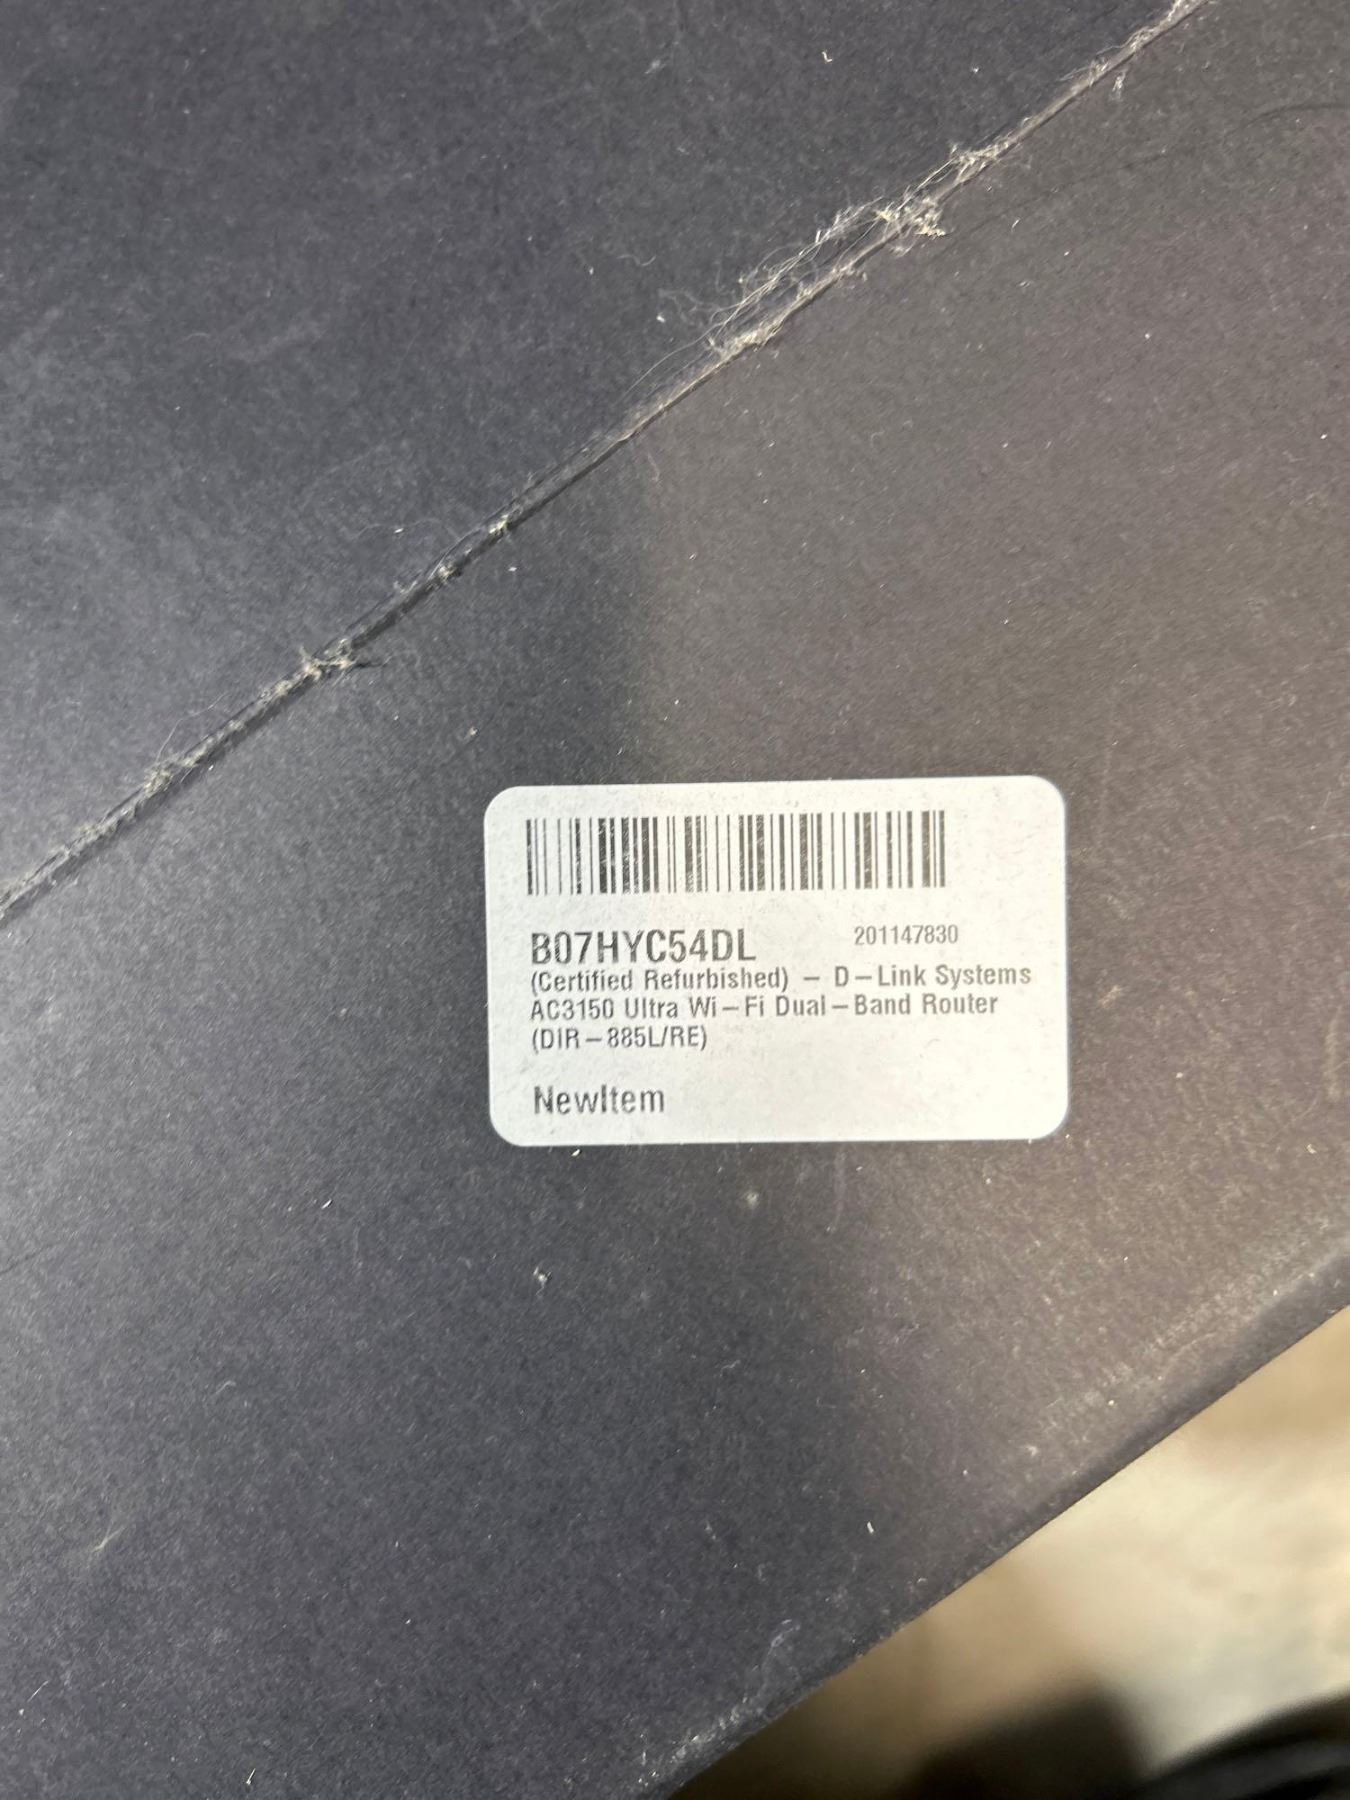 B07HYC54DL 201147830
(Certified Refurbished) – D–Link Systems
AC3150 Ultra Wi–Fi Dual–Band Router
(DIR–885L/RE)
NewItem